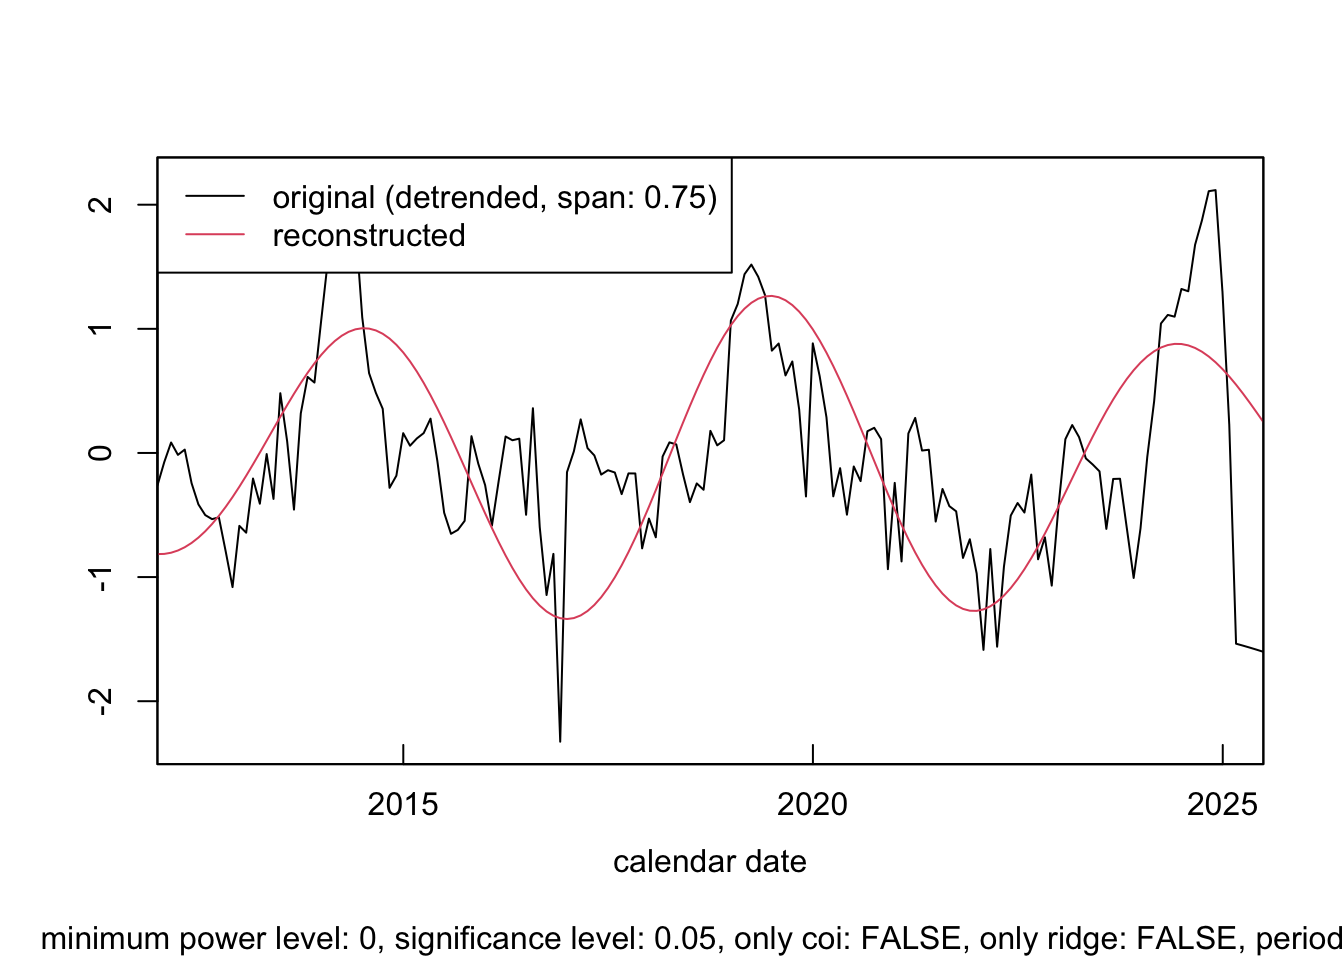 original (detrended, span: 0.75)
reconstructed
2
1
0
-1
-2
2015
2020
2025
calendar date
minimum power level: 0, significance level: 0.05, only coi: FALSE, only ridge: FALSE, period